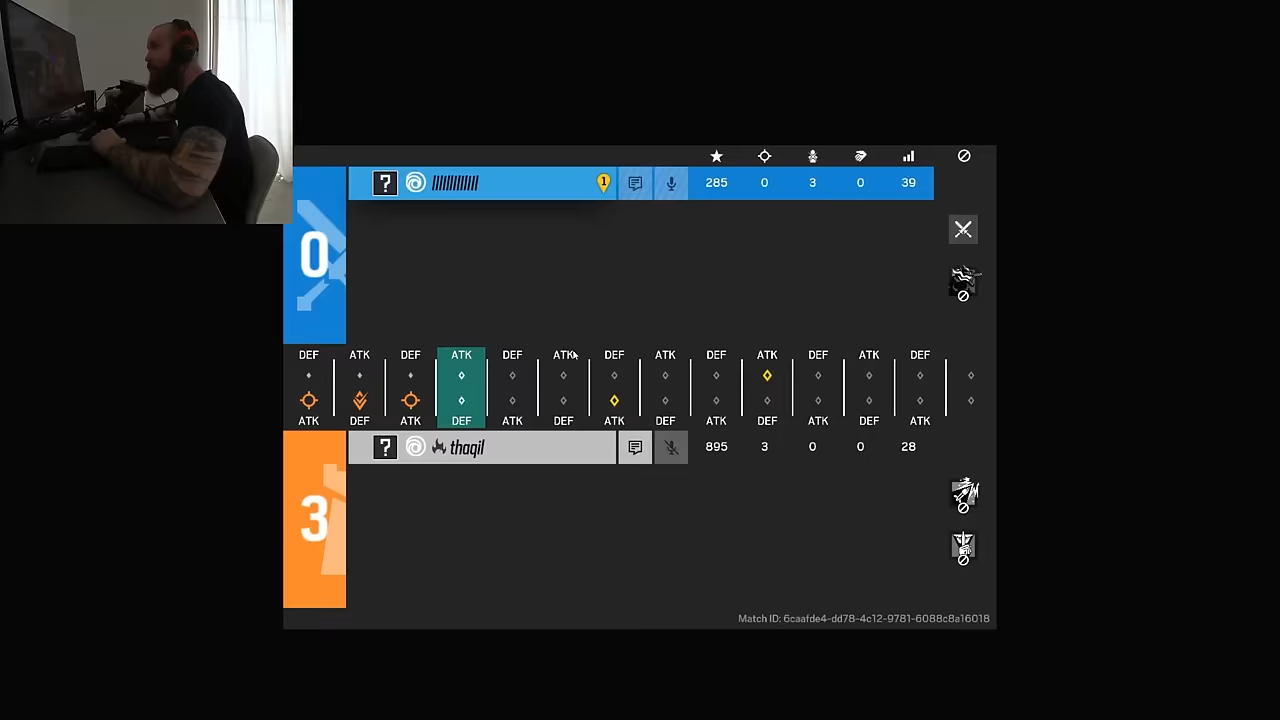 ? llllllllllll 1 285 0 3 0 39
0
DEF ATK DEF ATK DEF ATK DEF ATK DEF ATK DEF ATK DEF
ATK DEF ATK DEF ATK DEF ATK DEF ATK DEF ATK DEF ATK
? thaqil 895 3 0 0 28
3
Match ID: 6caafde4-dd78-4c12-9781-6088c8a16018